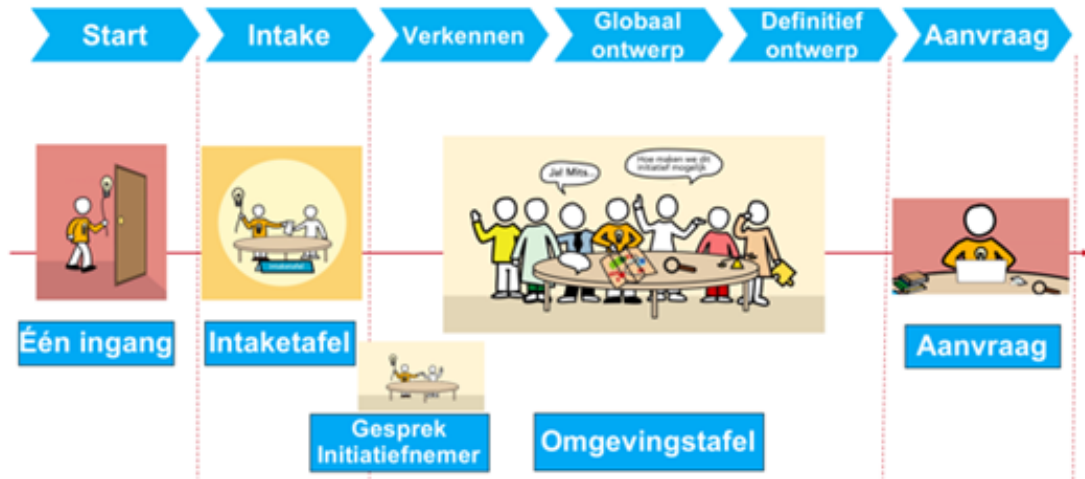 Start
Intake
Verkennen
Globaal
ontwerp
Definitief
ontwerp
Aanvraag
Ja! Mits...
Hoe maken we dit
initiatief mogelijk
intaketafel
Één ingang
Intaketafel
Gesprek
Initiatiefnemer
Omgevingstafel
Aanvraag